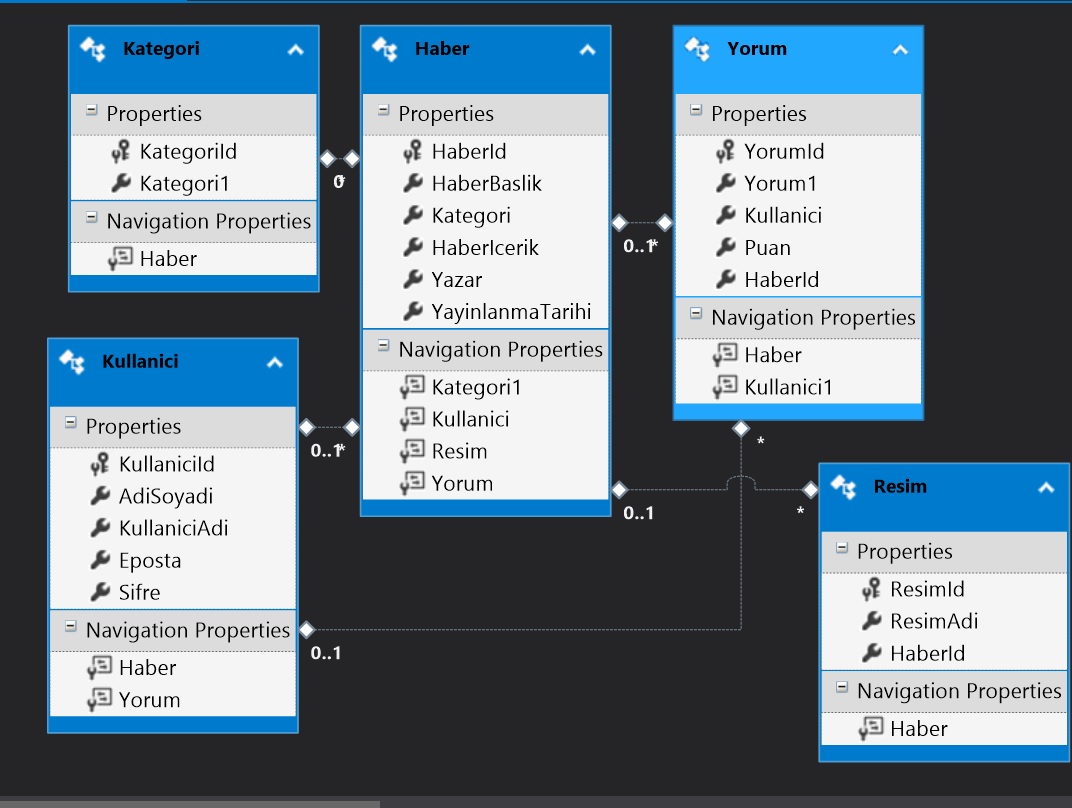 Kategori
Properties
KategoriId
Kategori1
Navigation Properties
Haber
Haber
Properties
HaberId
HaberBaslik
Kategori
HaberIcerik
Yazar
YayinlanmaTarihi
Navigation Properties
Kategori1
Kullanici
Resim
Yorum
Yorum
Properties
YorumId
Yorum1
Kullanici
Puan
HaberId
Navigation Properties
Haber
Kullanici1
0..1
*
Kullanici
Properties
KullaniciId
AdiSoyadi
KullaniciAdi
Eposta
Sifre
Navigation Properties
Haber
Yorum
0..1
*
0..1
*
0..1
*
Resim
Properties
ResimId
ResimAdi
HaberId
Navigation Properties
Haber